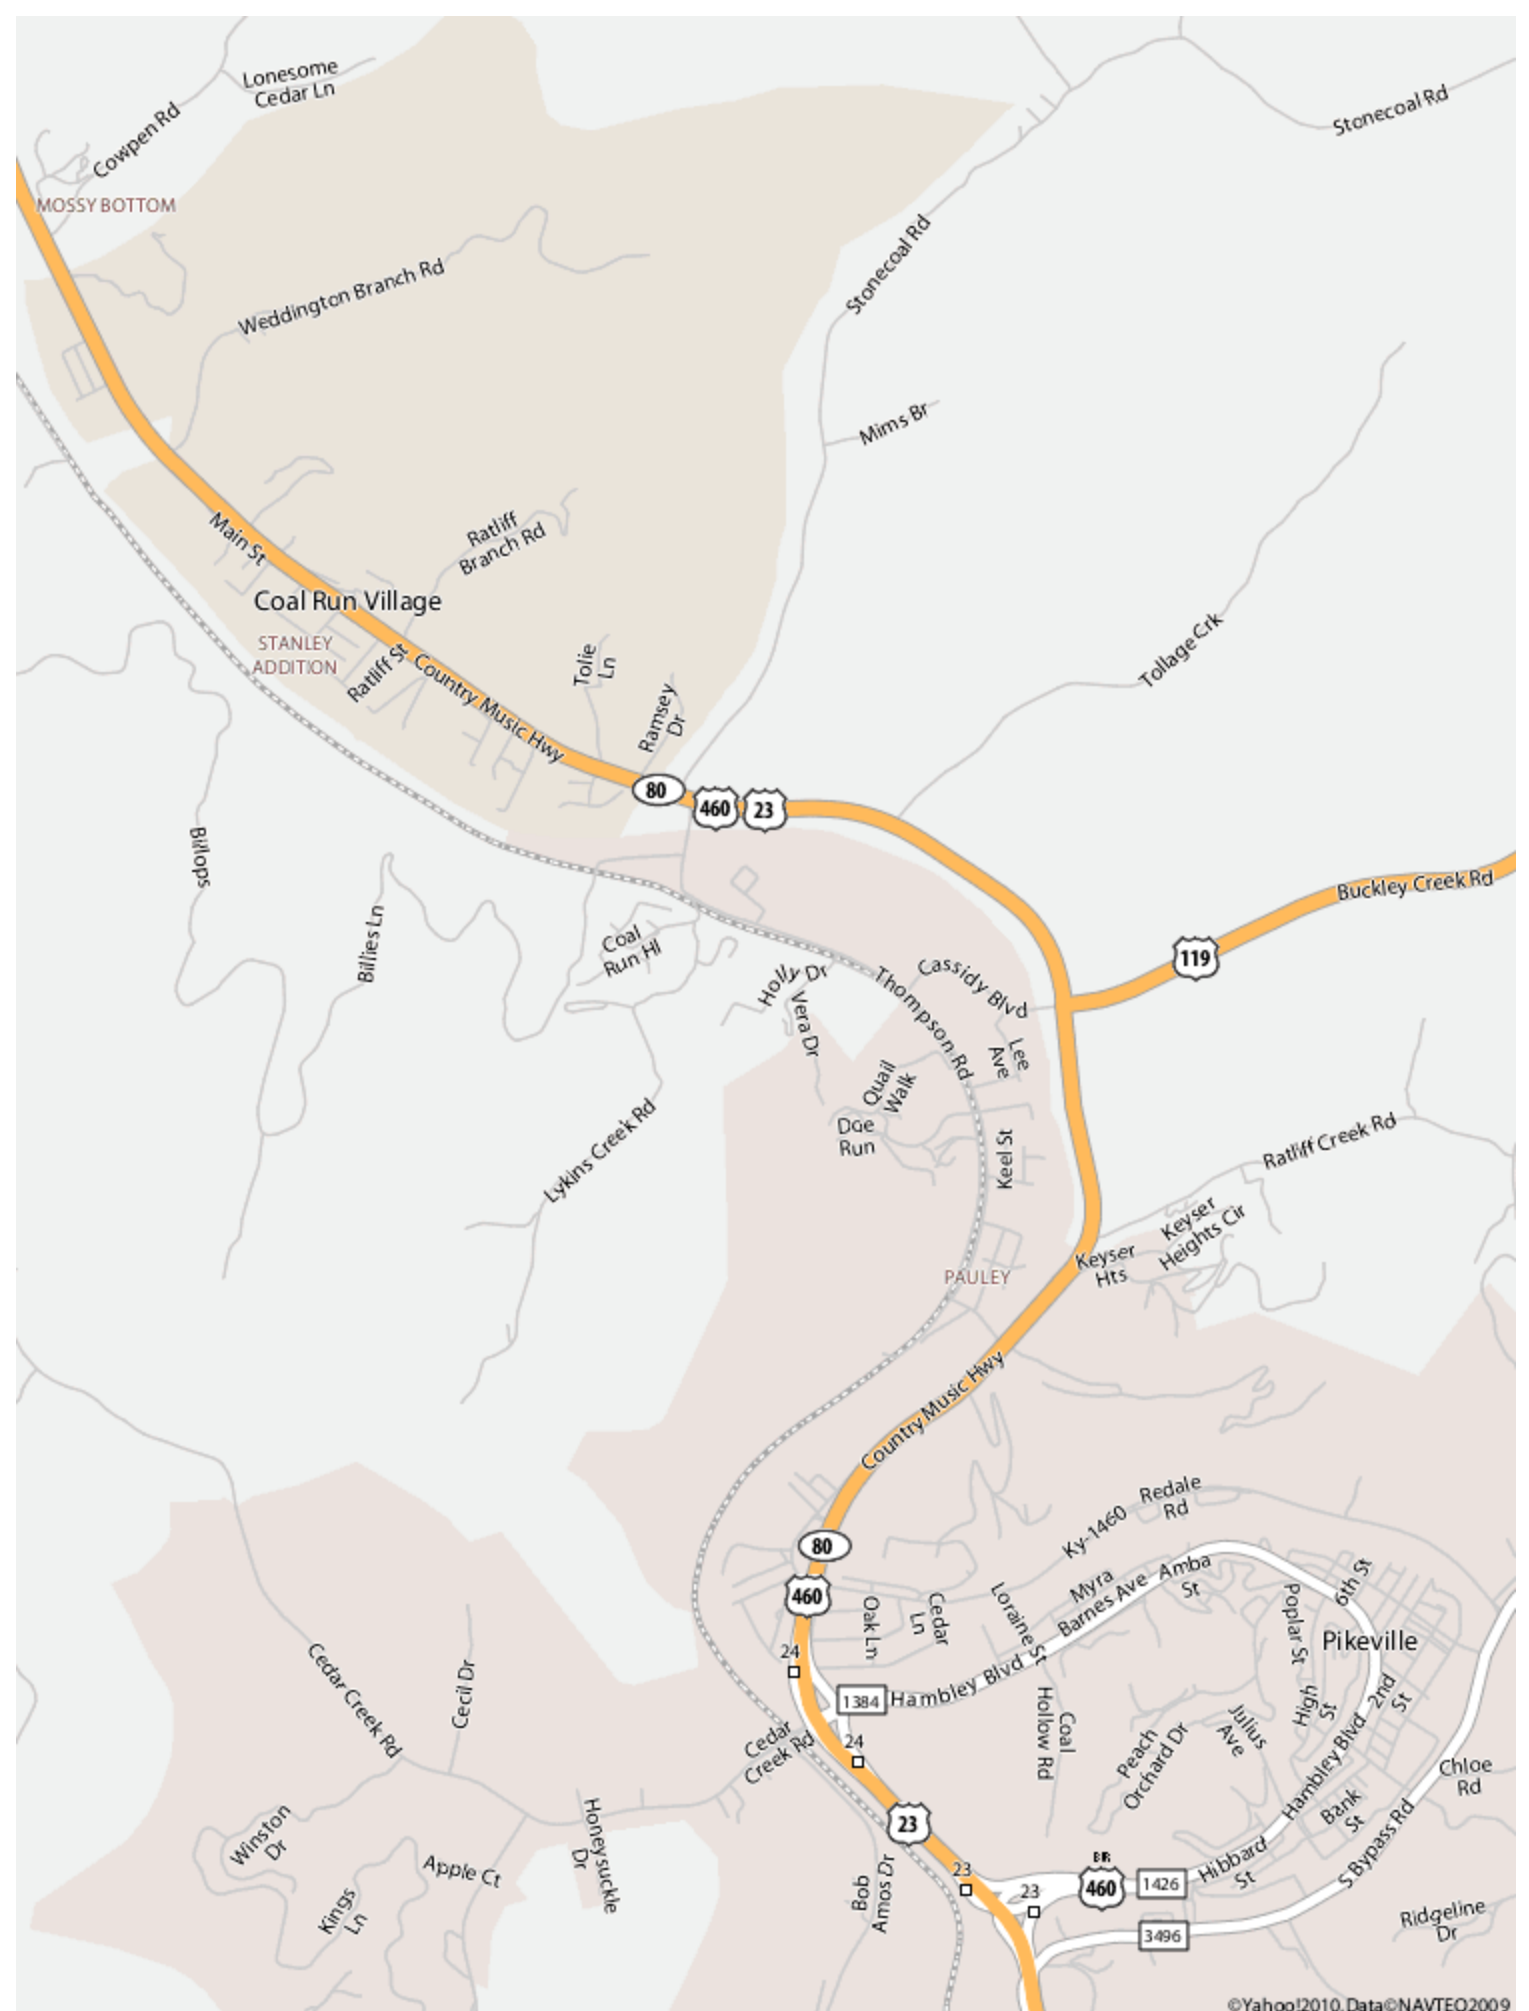 Lonesome
Cedar Ln
Cowpen Rd
Stonecoal Rd
MOSSY BOTTOM
Weddington Branch Rd
Stonecoal Rd
Mims Br
Main St
Ratliff
Branch Rd
Coal Run Village
STANLEY
ADDITION
Ratliff St
Country Music Hwy
Tolie
Ln
Ramsey
Dr
Tollage Crk
80
460
23
Billops
Billies Ln
Buckley Creek Rd
Coal
Run Hl
119
Holly Dr
Vera Dr
Thompson Rd
Cassidy Blvd
Lee
Ave
Quail
Walk
Doe
Run
Keel St
Lykins Creek Rd
Ratliff Creek Rd
Keyser
Heights Cir
Keyser
Hts
PAULEY
Country Music Hwy
Redale
Rd
Ky-1460
80
460
Myra
Barnes Ave
Amba
St
6th St
Poplar St
Oak Ln
Cedar
Ln
Loraine St
Pikeville
24
1384
Hambley Blvd
Cedar Creek Rd
Cecil Dr
Coal
Hollow Rd
High
St
2nd
St
Julius
Ave
Peach
Orchard Dr
Cedar
Creek Rd
24
Hambley Blvd
Chloe
Rd
Bank
St
Winston
Dr
Honeysuckle
Dr
23
Apple Ct
Hibbard
St
S Bypass Rd
Bob
Amos Dr
23
23
BR
460
1426
Kings
Ln
3496
Ridgeline
Dr
©Yahoo!2010, Data©NAVTEQ2009